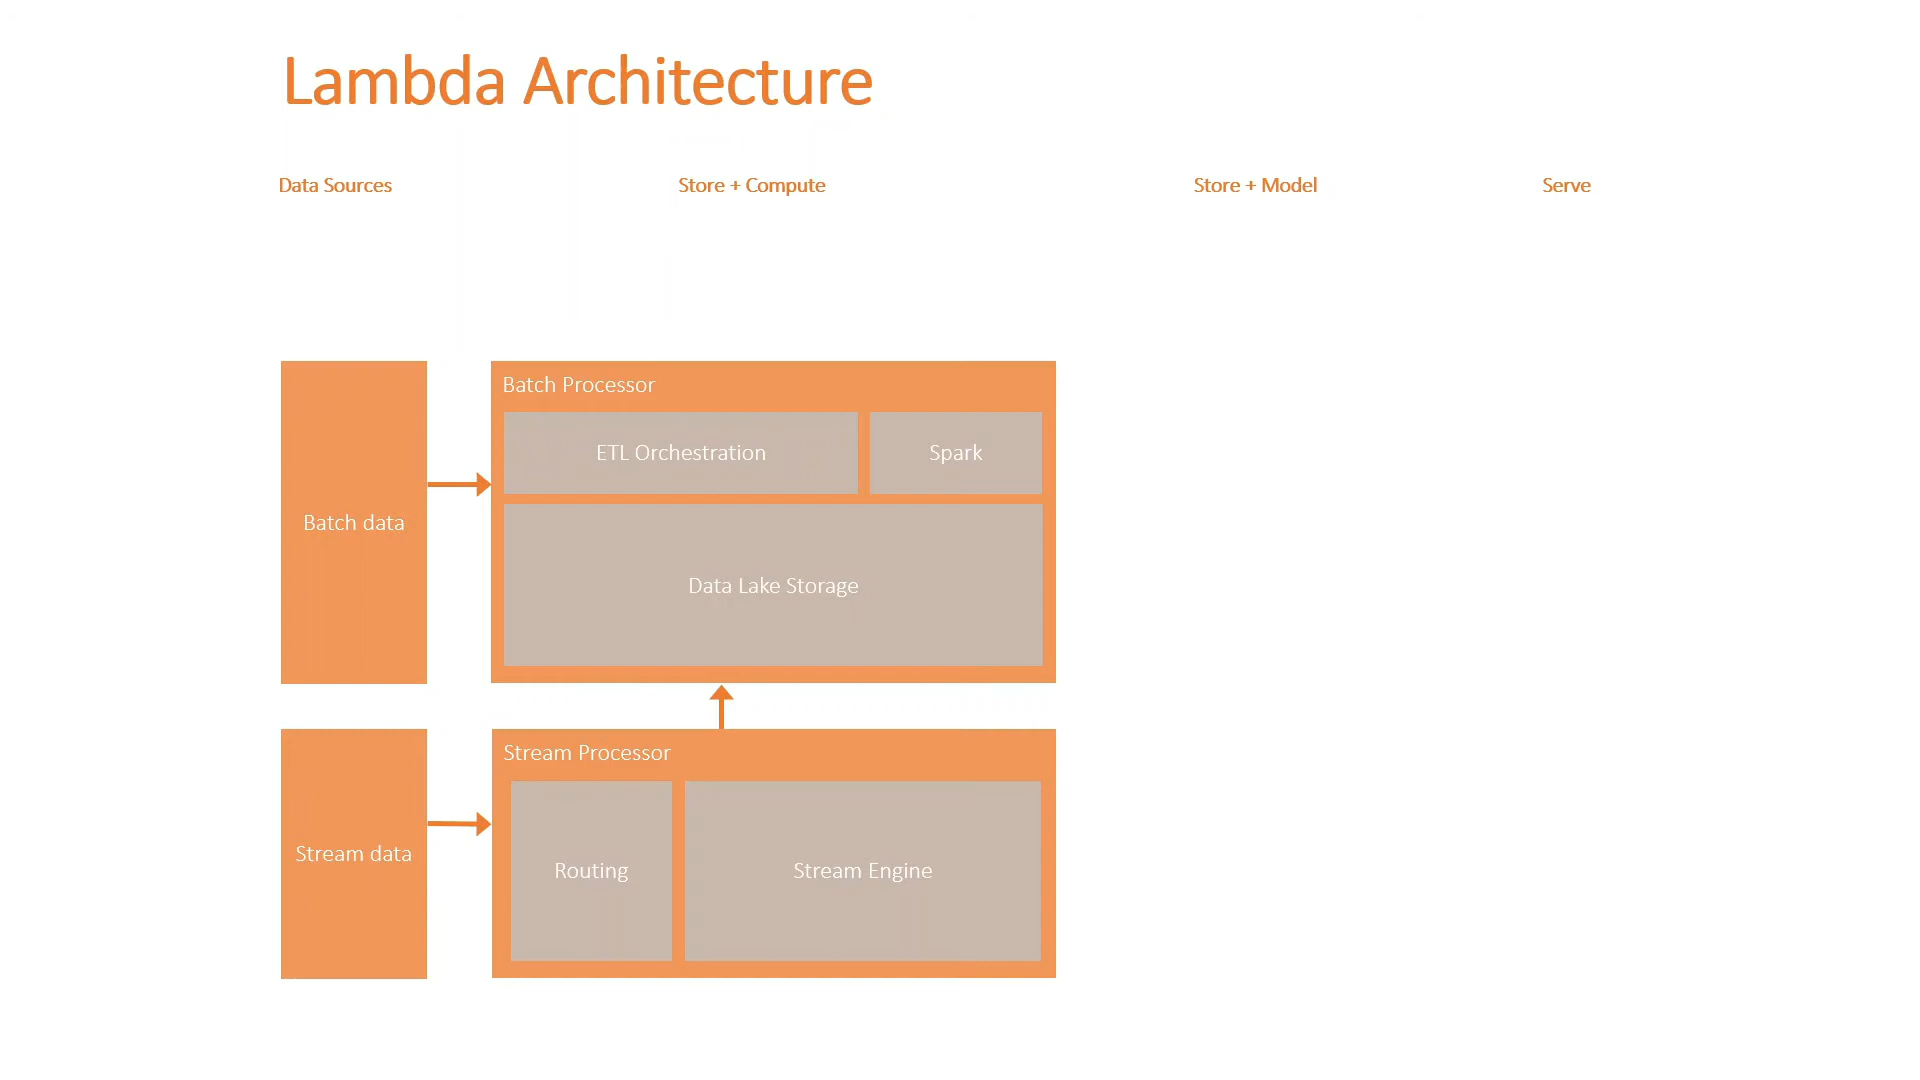 Lambda Architecture
Data Sources
Store + Compute
Store + Model
Serve
Batch data
Batch Processor
ETL Orchestration
Spark
Data Lake Storage
Stream data
Stream Processor
Routing
Stream Engine